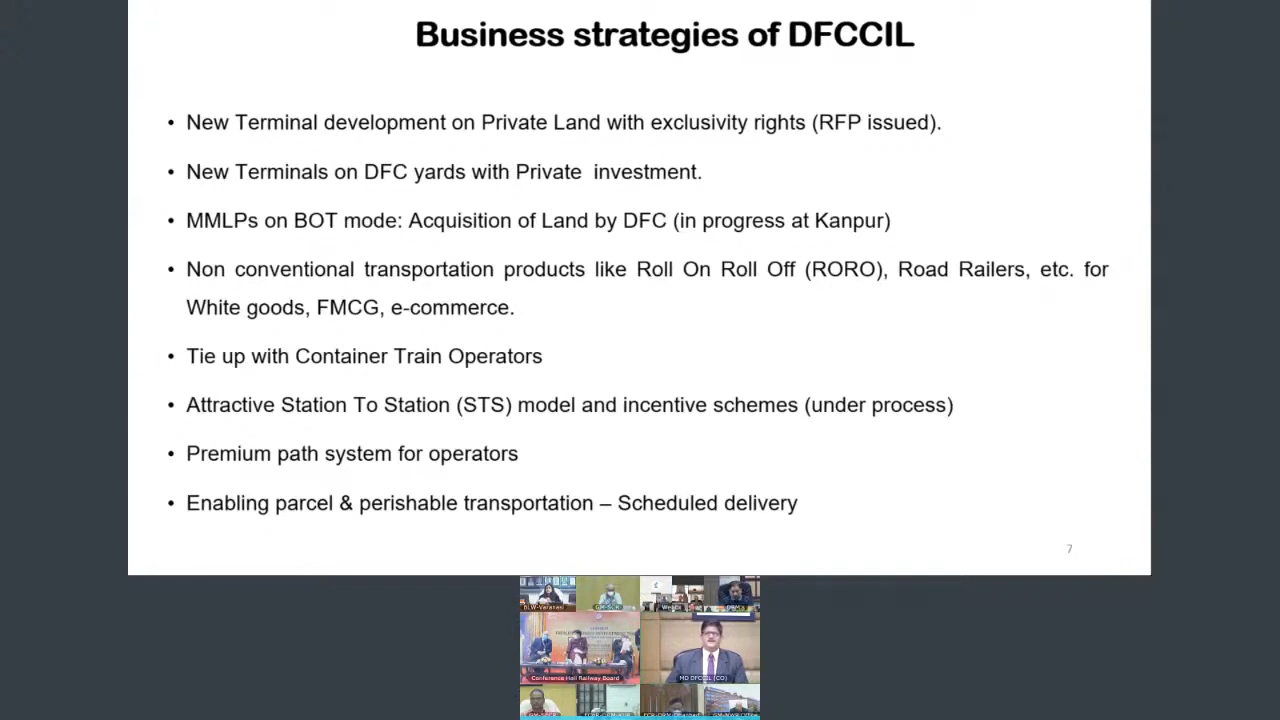 Business strategies of DFCCIL
• New Terminal development on Private Land with exclusivity rights (RFP issued).
• New Terminals on DFC yards with Private investment.
• MMLPs on BOT mode: Acquisition of Land by DFC (in progress at Kanpur)
• Non conventional transportation products like Roll On Roll Off (RORO), Road Railers, etc. for
White goods, FMCG, e-commerce.
• Tie up with Container Train Operators
• Attractive Station To Station (STS) model and incentive schemes (under process)
• Premium path system for operators
• Enabling parcel & perishable transportation – Scheduled delivery
7
BLW-Varanasi
Conference Hall Railway Board
MD DFCCIL (CO)